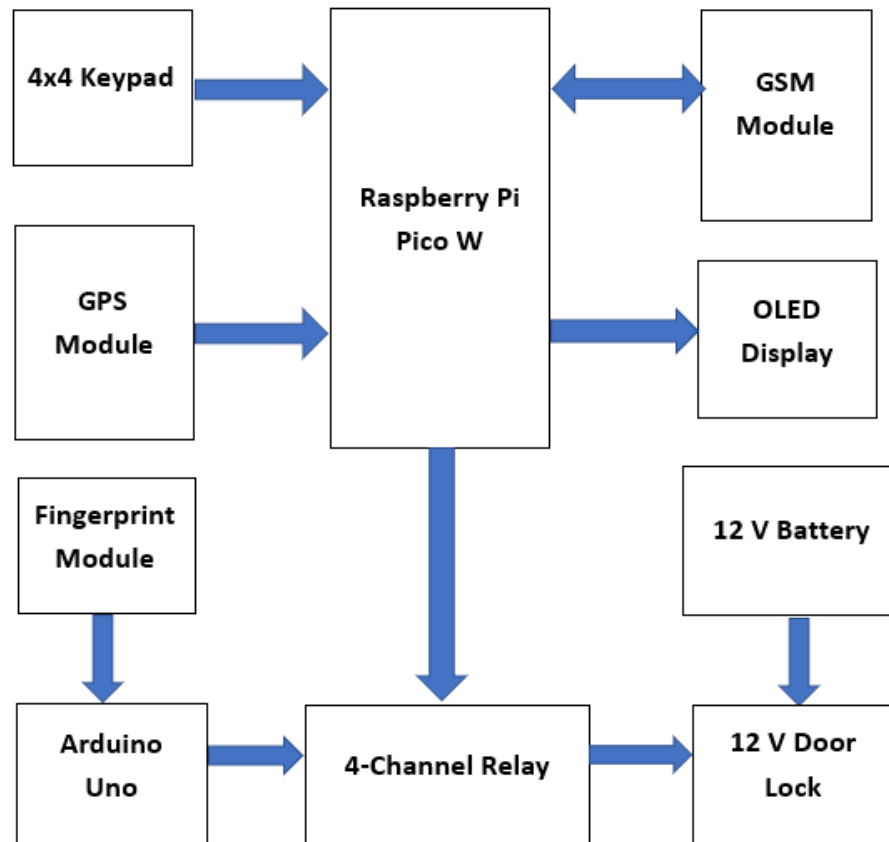 4x4 Keypad
Raspberry Pi
Pico W
GSM
Module
GPS
Module
OLED
Display
Fingerprint
Module
12 V Battery
Arduino
Uno
4-Channel Relay
12 V Door
Lock